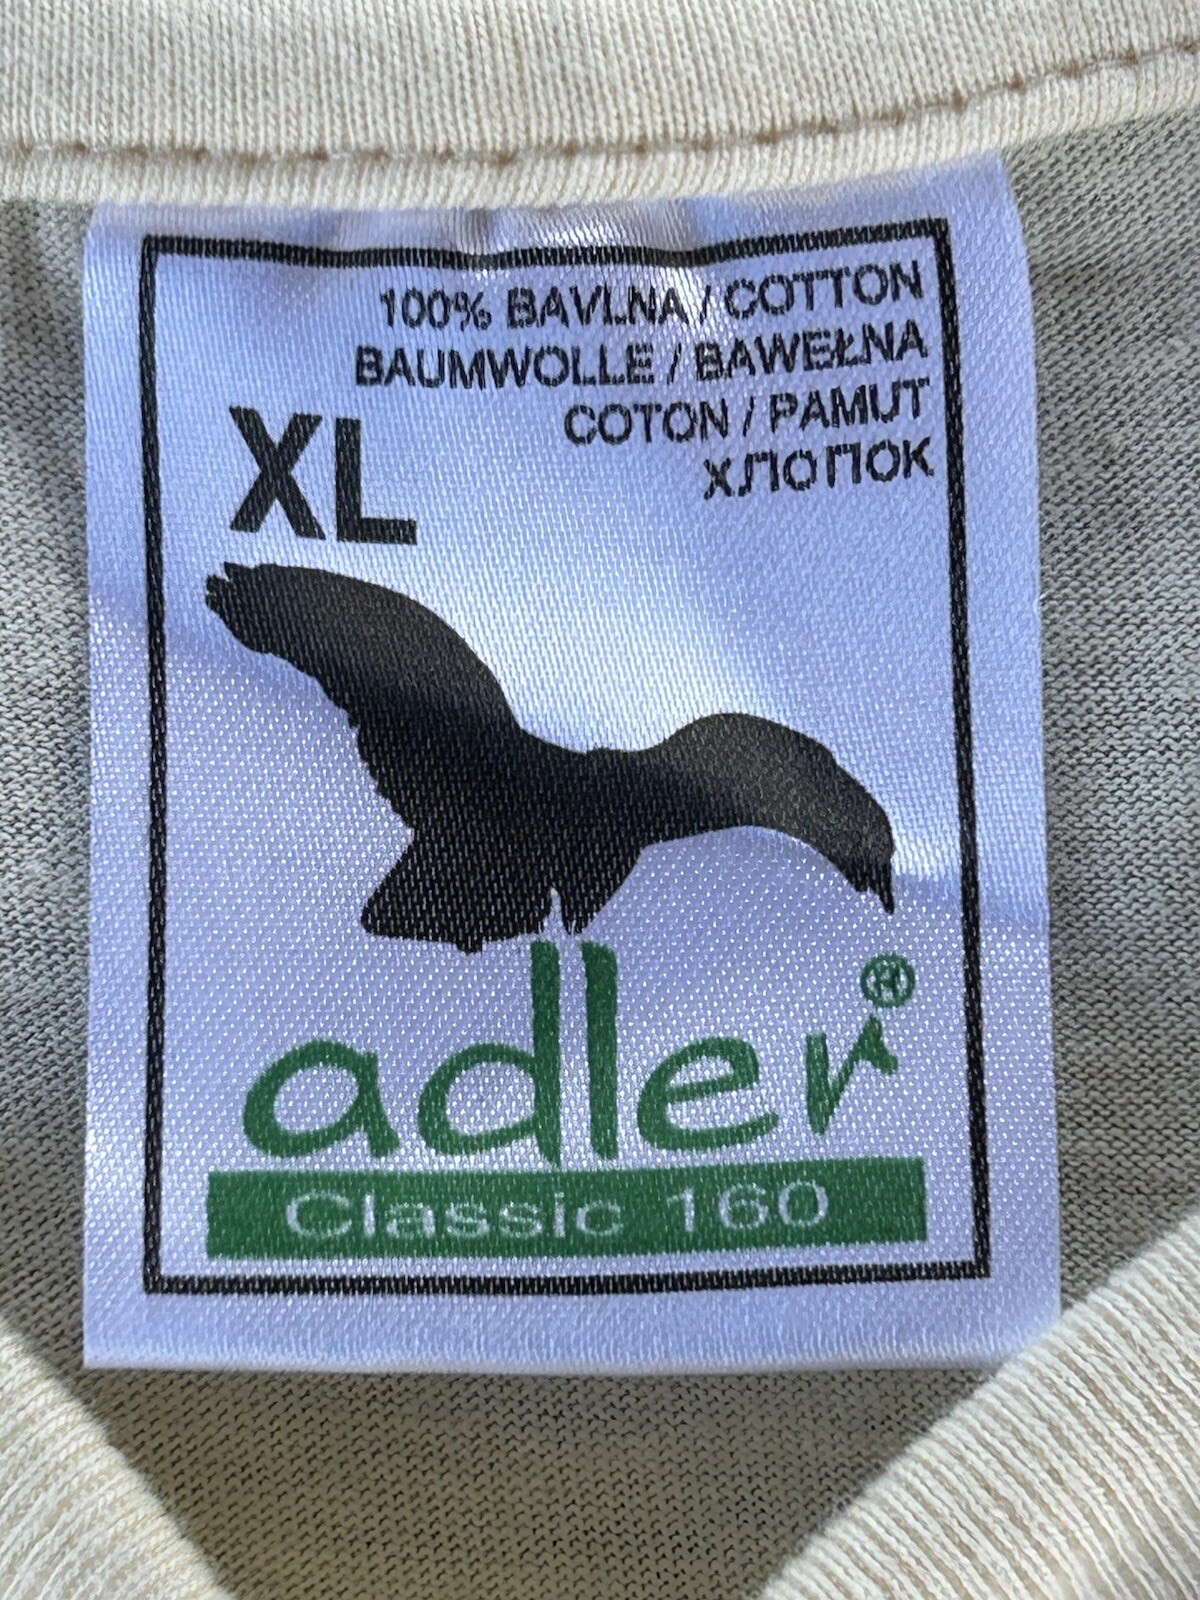 100% BAVLNA / COTTON
BAUMWOLLE / BAWEŁNA
COTON / PAMUT
ХЛОПОК
XL
adler®
Classic 160